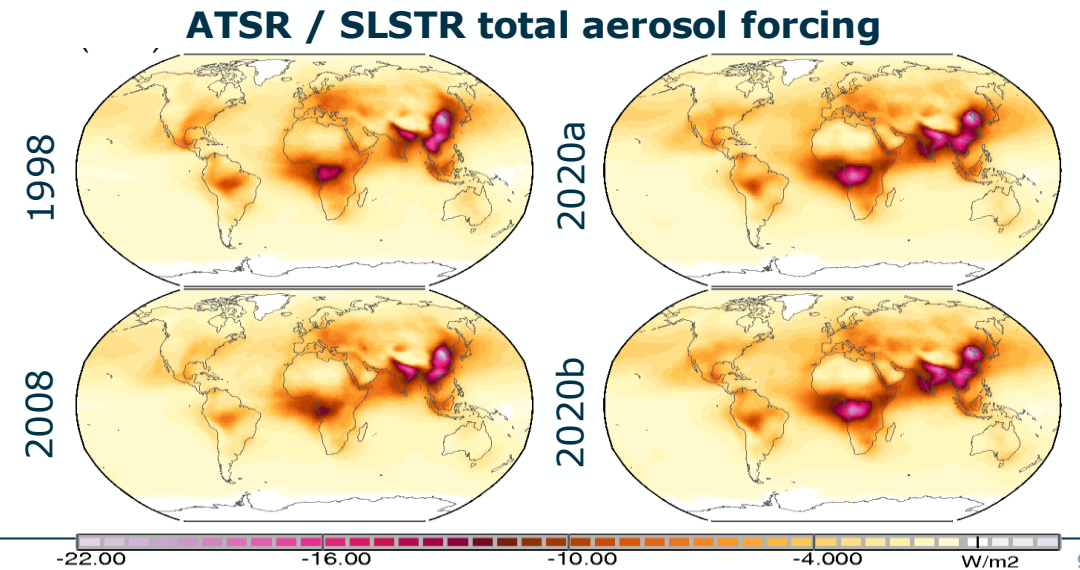 ATSR / SLSTR total aerosol forcing
1998
2020a
2008
2020b
-22.00 -16.00 -10.00 -4.000 W/m2